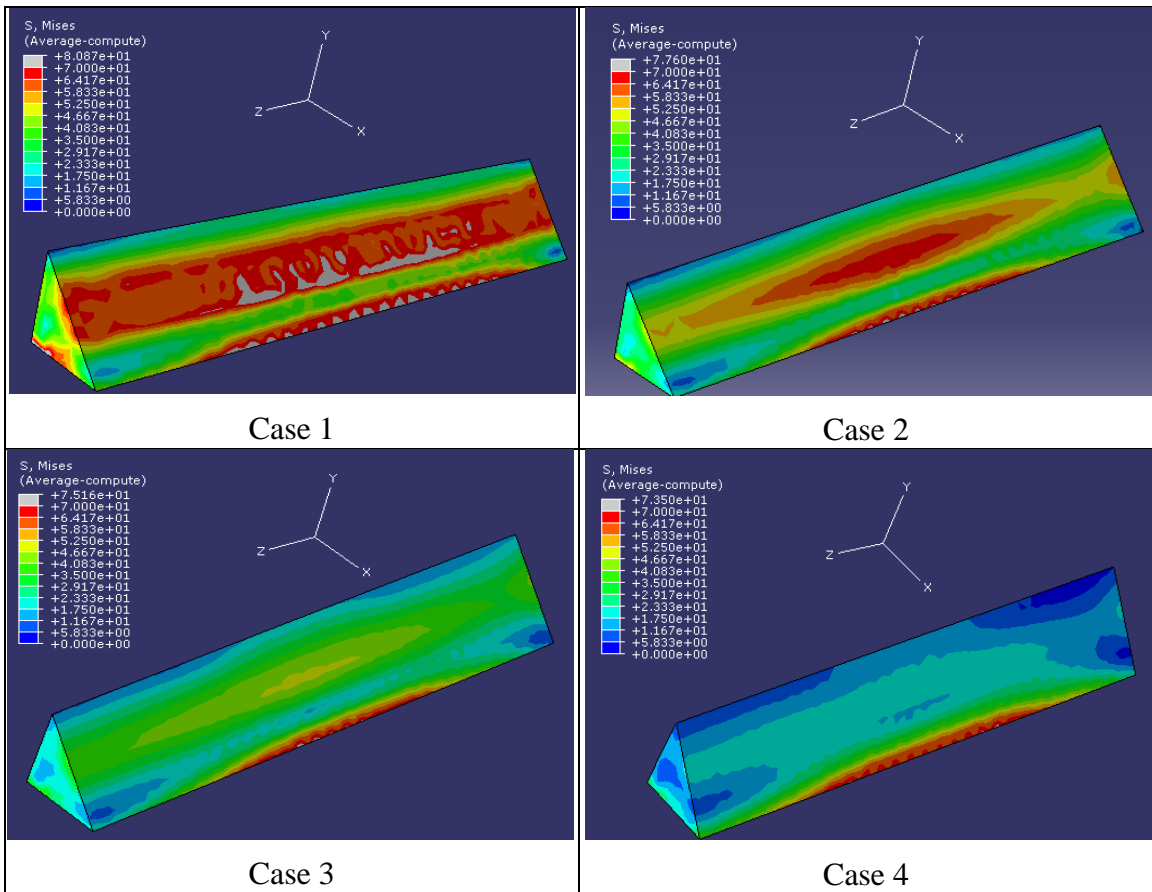 S, Mises
(Average-compute)
+8.087e+01
+7.000e+01
+6.417e+01
+5.833e+01
+5.250e+01
+4.667e+01
+4.083e+01
+3.500e+01
+2.917e+01
+2.333e+01
+1.750e+01
+1.167e+01
+5.833e+00
+0.000e+00
Y
Z
X
Case 1
S, Mises
(Average-compute)
+7.760e+01
+7.000e+01
+6.417e+01
+5.833e+01
+5.250e+01
+4.667e+01
+4.083e+01
+3.500e+01
+2.917e+01
+2.333e+01
+1.750e+01
+1.167e+01
+5.833e+00
+0.000e+00
Y
Z
X
Case 2
S, Mises
(Average-compute)
+7.516e+01
+7.000e+01
+6.417e+01
+5.833e+01
+5.250e+01
+4.667e+01
+4.083e+01
+3.500e+01
+2.917e+01
+2.333e+01
+1.750e+01
+1.167e+01
+5.833e+00
+0.000e+00
Y
Z
X
Case 3
S, Mises
(Average-compute)
+7.350e+01
+7.000e+01
+6.417e+01
+5.833e+01
+5.250e+01
+4.667e+01
+4.083e+01
+3.500e+01
+2.917e+01
+2.333e+01
+1.750e+01
+1.167e+01
+5.833e+00
+0.000e+00
Y
Z
X
Case 4